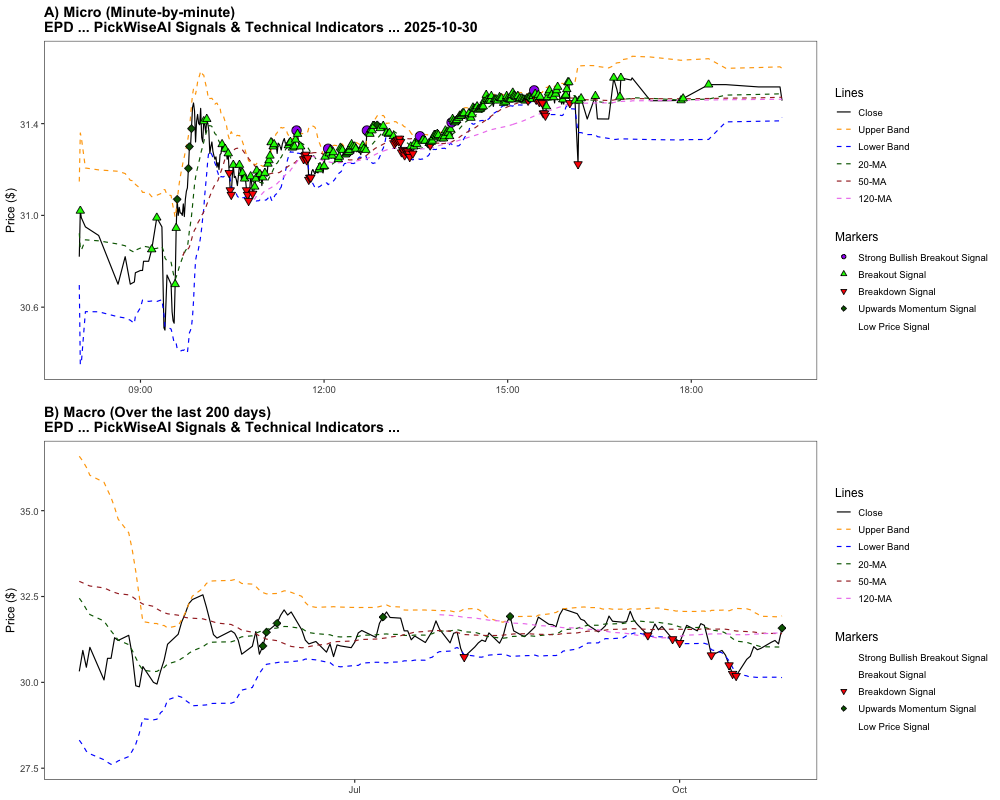 A) Micro (Minute-by-minute)
EPD ... PickWiseAI Signals & Technical Indicators ... 2025-10-30
Price ($)
31.4
31.0
30.6
09:00
12:00
15:00
18:00
Lines
Close
Upper Band
Lower Band
20-MA
50-MA
120-MA
Markers
Strong Bullish Breakout Signal
Breakout Signal
Breakdown Signal
Upwards Momentum Signal
Low Price Signal
B) Macro (Over the last 200 days)
EPD ... PickWiseAI Signals & Technical Indicators ...
Price ($)
35.0
32.5
30.0
27.5
Jul
Oct
Lines
Close
Upper Band
Lower Band
20-MA
50-MA
120-MA
Markers
Strong Bullish Breakout Signal
Breakout Signal
Breakdown Signal
Upwards Momentum Signal
Low Price Signal